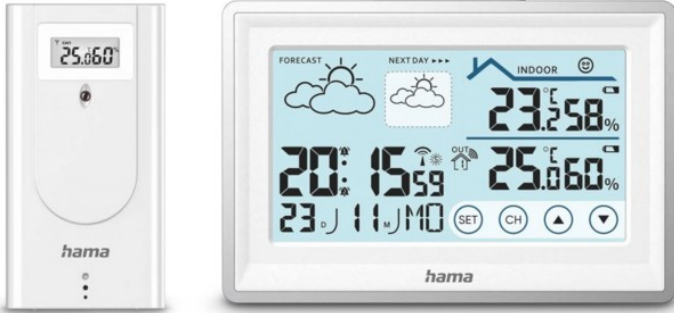 25.0 60%
hama
FORECAST NEXT DAY ►►► INDOOR
23.2 °C 58%
20:15 59
OUT 1 25.0 °C 60%
23 D 11 M MO
SET CH ▲ ▼
hama